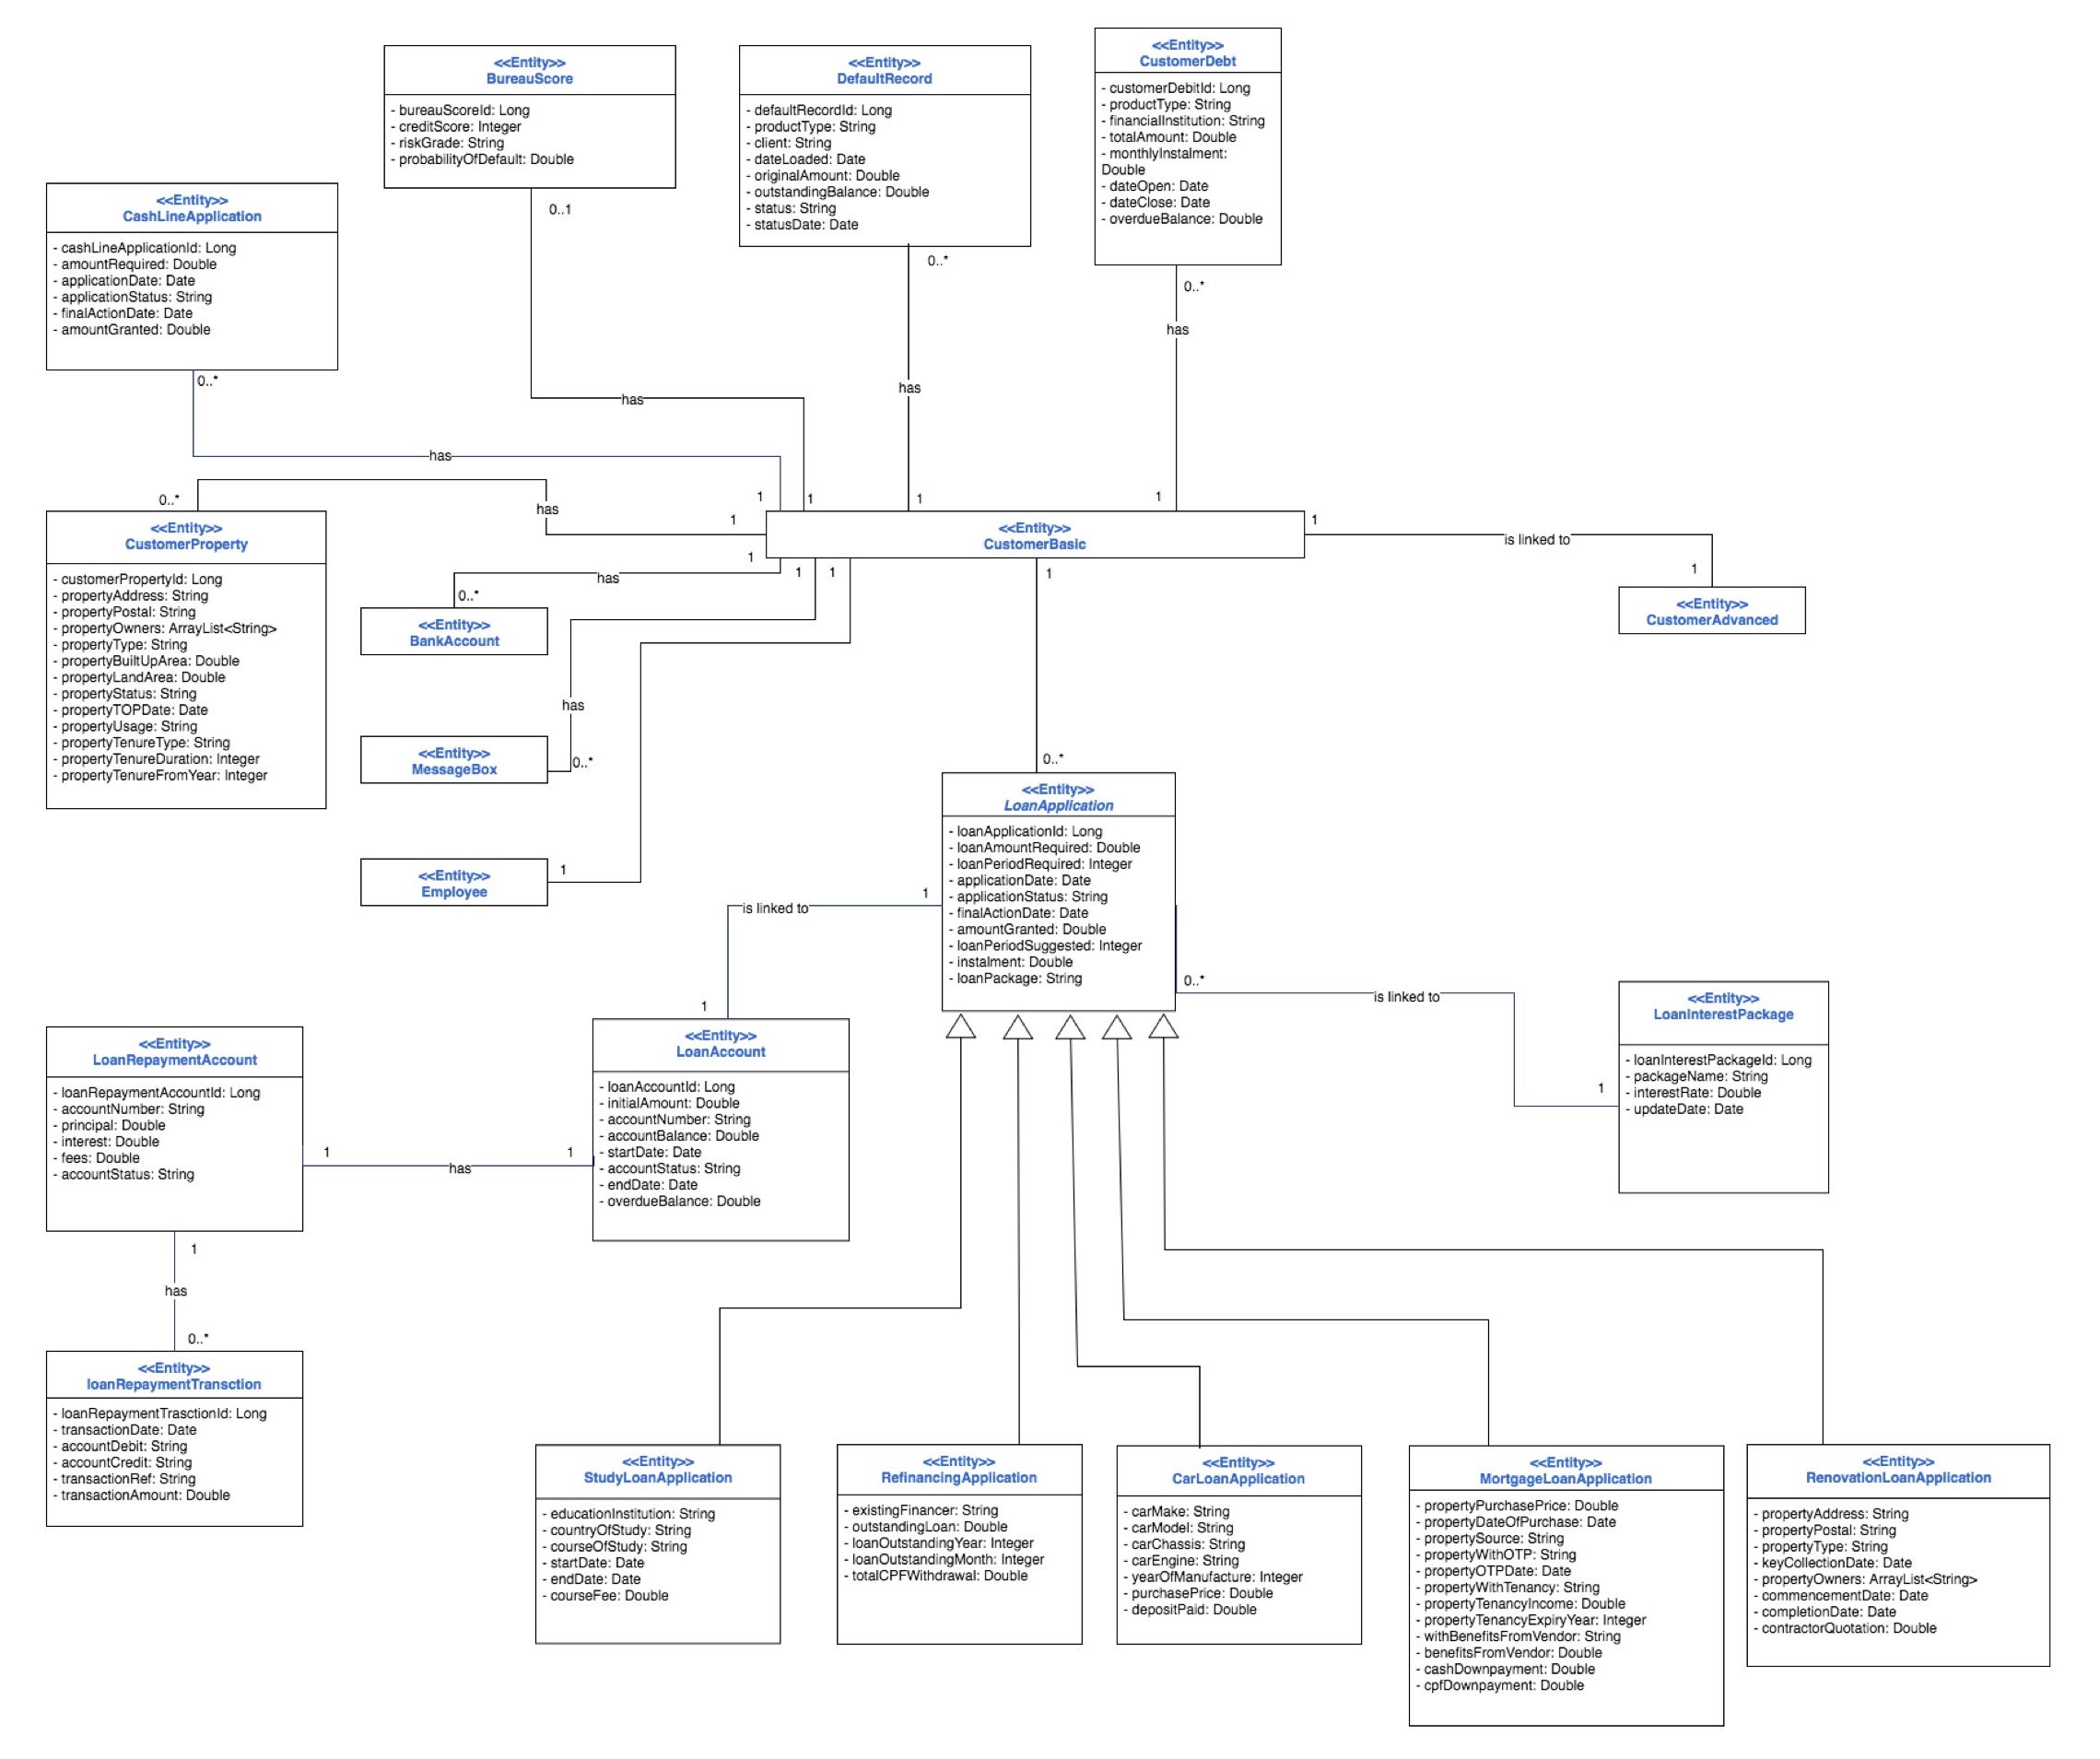 <<Entity>>
CustomerDebt
- customerDebitId: Long
- productType: String
- financialInstitution: String
- totalAmount: Double
- monthlyInstalment:
Double
- dateOpen: Date
- dateClose: Date
- overdueBalance: Double
0..*
has
1
<<Entity>>
BureauScore
- bureauScoreId: Long
- creditScore: Integer
- riskGrade: String
- probabilityOfDefault: Double
0..1
has
1
<<Entity>>
DefaultRecord
- defaultRecordId: Long
- productType: String
- client: String
- dateLoaded: Date
- originalAmount: Double
- outstandingBalance: Double
- status: String
- statusDate: Date
0..*
has
1
<<Entity>>
CashLineApplication
- cashLineApplicationId: Long
- amountRequired: Double
- applicationDate: Date
- applicationStatus: String
- finalActionDate: Date
- amountGranted: Double
0..*
has
1
0..*
has
1
<<Entity>>
CustomerProperty
- customerPropertyId: Long
- propertyAddress: String
- propertyPostal: String
- propertyOwners: ArrayList<String>
- propertyType: String
- propertyBuiltUpArea: Double
- propertyLandArea: Double
- propertyStatus: String
- propertyTOPDate: Date
- propertyUsage: String
- propertyTenureType: String
- propertyTenureDuration: Integer
- propertyTenureFromYear: Integer
<<Entity>>
CustomerBasic
1
is linked to
1
<<Entity>>
CustomerAdvanced
1
has
0..*
<<Entity>>
BankAccount
1
has
0..*
<<Entity>>
MessageBox
1
1
<<Entity>>
Employee
1
0..*
<<Entity>>
LoanApplication
- loanApplicationId: Long
- loanAmountRequired: Double
- loanPeriodRequired: Integer
- applicationDate: Date
- applicationStatus: String
- finalActionDate: Date
- amountGranted: Double
- loanPeriodSuggested: Integer
- instalment: Double
- loanPackage: String
1
is linked to
1
0..*
is linked to
1
<<Entity>>
LoanInterestPackage
- loanInterestPackageId: Long
- packageName: String
- interestRate: Double
- updateDate: Date
<<Entity>>
LoanAccount
- loanAccountId: Long
- initialAmount: Double
- accountNumber: String
- accountBalance: Double
- startDate: Date
- accountStatus: String
- endDate: Date
- overdueBalance: Double
1
has
1
<<Entity>>
LoanRepaymentAccount
- loanRepaymentAccountId: Long
- accountNumber: String
- principal: Double
- interest: Double
- fees: Double
- accountStatus: String
1
has
0..*
<<Entity>>
loanRepaymentTransction
- loanRepaymentTrasctionId: Long
- transactionDate: Date
- accountDebit: String
- accountCredit: String
- transactionRef: String
- transactionAmount: Double
<<Entity>>
StudyLoanApplication
- educationInstitution: String
- countryOfStudy: String
- courseOfStudy: String
- startDate: Date
- endDate: Date
- courseFee: Double
<<Entity>>
RefinancingApplication
- existingFinancer: String
- outstandingLoan: Double
- loanOutstandingYear: Integer
- loanOutstandingMonth: Integer
- totalCPFWithdrawal: Double
<<Entity>>
CarLoanApplication
- carMake: String
- carModel: String
- carChassis: String
- carEngine: String
- yearOfManufacture: Integer
- purchasePrice: Double
- depositPaid: Double
<<Entity>>
MortgageLoanApplication
- propertyPurchasePrice: Double
- propertyDateOfPurchase: Date
- propertySource: String
- propertyWithOTP: String
- propertyOTPDate: Date
- propertyWithTenancy: String
- propertyTenancyIncome: Double
- propertyTenancyExpiryYear: Integer
- withBenefitsFromVendor: String
- benefitsFromVendor: Double
- cashDownpayment: Double
- cpfDownpayment: Double
<<Entity>>
RenovationLoanApplication
- propertyAddress: String
- propertyPostal: String
- propertyType: String
- keyCollectionDate: Date
- propertyOwners: ArrayList<String>
- commencementDate: Date
- completionDate: Date
- contractorQuotation: Double